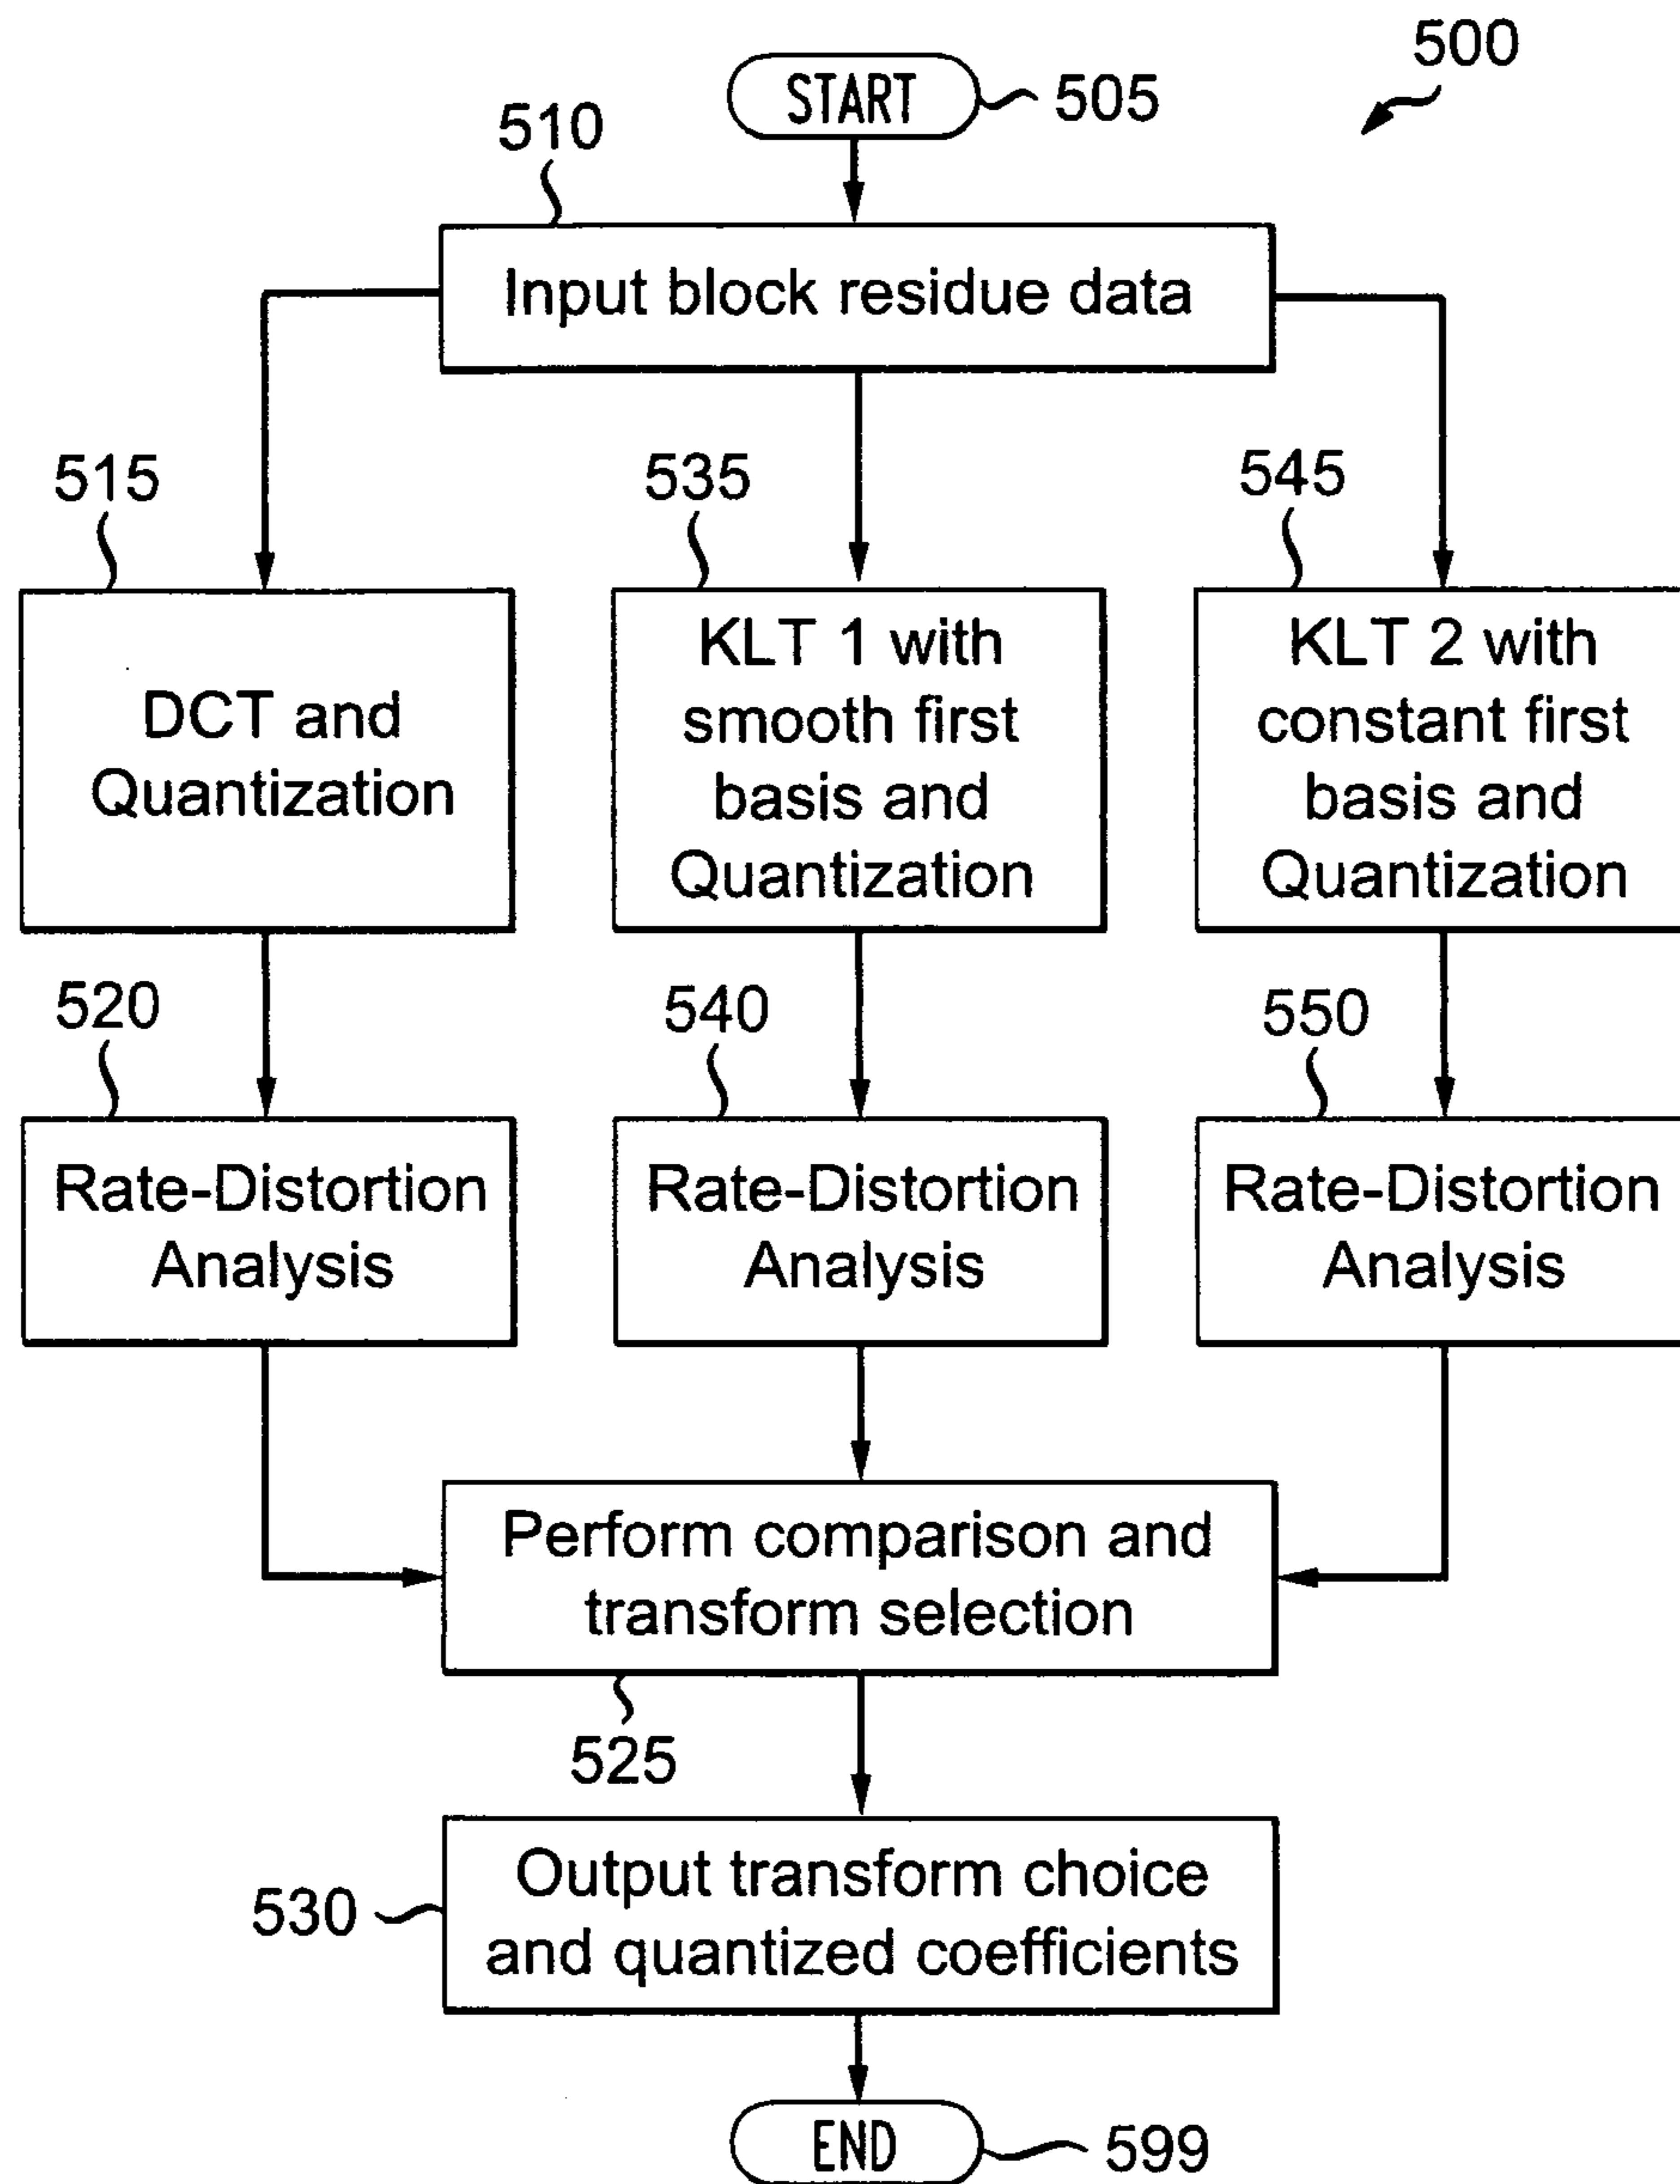 500
START
505
510
Input block residue data
515
535
545
DCT and
Quantization
KLT 1 with
smooth first
basis and
Quantization
KLT 2 with
constant first
basis and
Quantization
520
540
550
Rate-Distortion
Analysis
Rate-Distortion
Analysis
Rate-Distortion
Analysis
Perform comparison and
transform selection
525
Output transform choice
and quantized coefficients
530
END
599